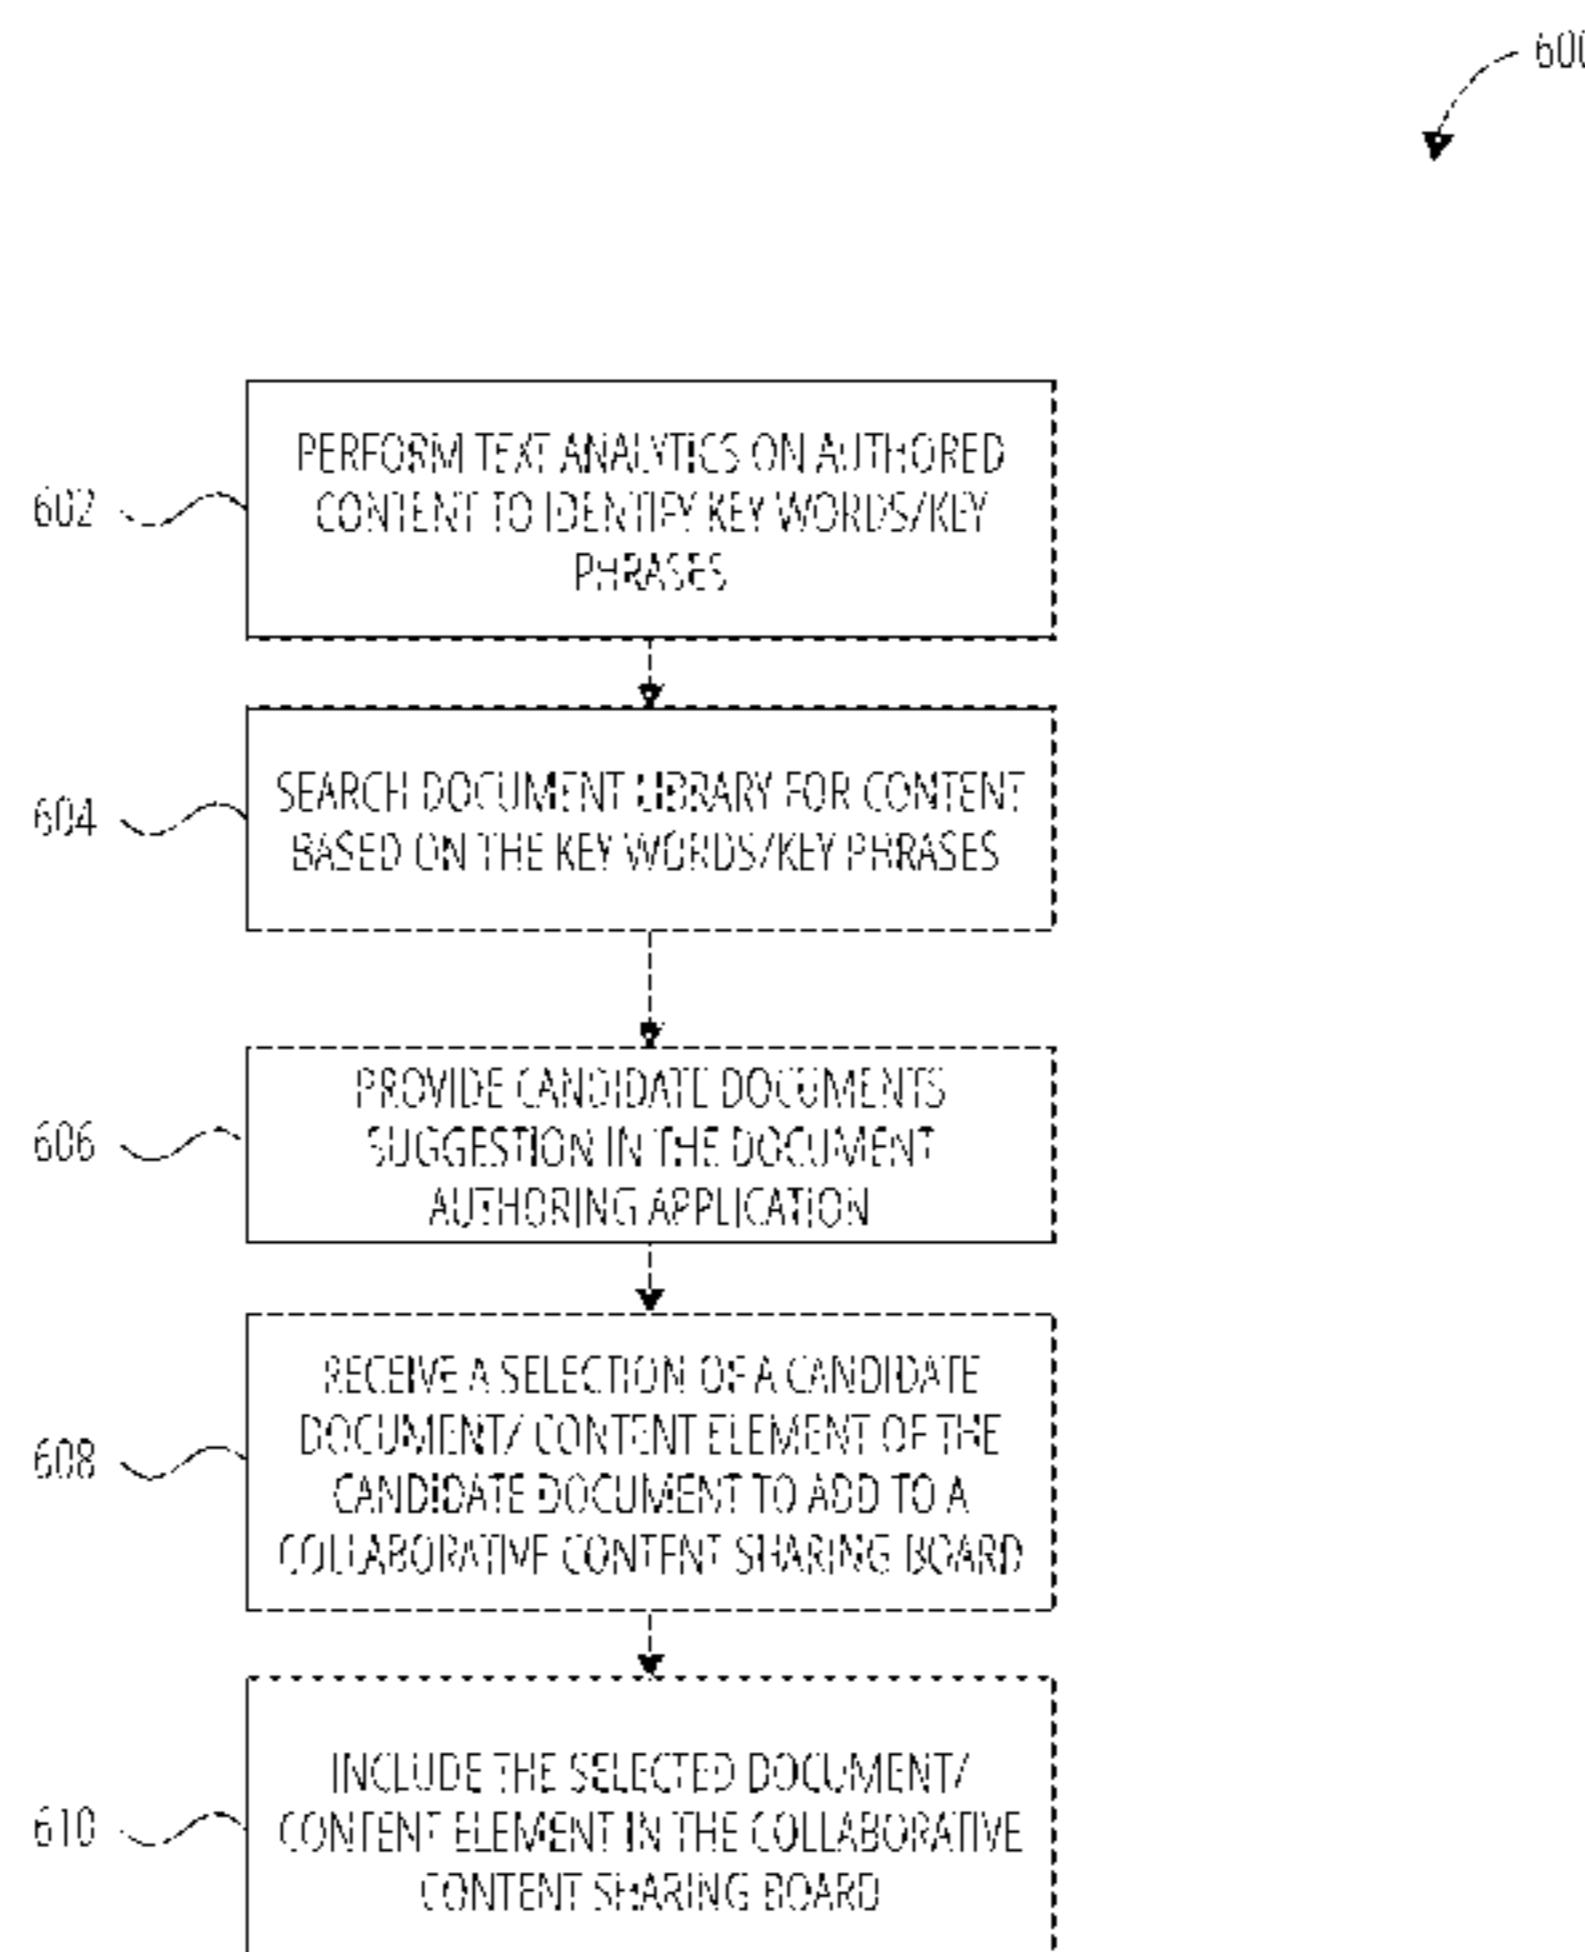 600
PERFORM TEXT ANALYTICS ON AUTHORED
602
CONTENT TO IDENTIFY KEY WORDS/KEY
PHRASES
SEARCH DOCUMENT LIBRARY FOR CONTENT
604
BASED ON THE KEY WORDS/KEY PHRASES
PROVIDE CANDIDATE DOCUMENTS
606
SUGGESTION IN THE DOCUMENT
AUTHORING APPLICATION
RECEIVE A SELECTION OF A CANDIDATE
DOCUMENT/ CONTENT ELEMENT OF THE
608
CANDIDATE DOCUMENT TO ADD TO A
COLLABORATIVE CONTENT SHARING BOARD
INCLUDE THE SELECTED DOCUMENT/
610
CONTENT ELEMENT IN THE COLLABORATIVE
CONTENT SHARING BOARD